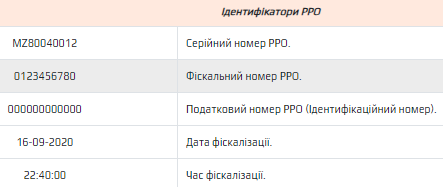 Ідентифікатори РРО
MZ80040012 Серійний номер РРО.
0123456780 Фіскальний номер РРО.
000000000000 Податковий номер РРО (Ідентифікаційний номер).
16-09-2020 Дата фіскалізації.
22:40:00 Час фіскалізації.